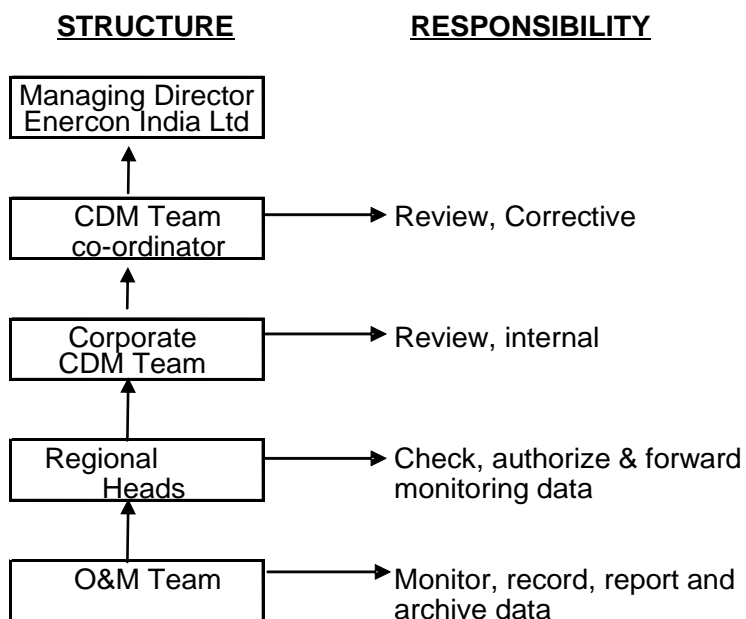 STRUCTURE
RESPONSIBILITY
Managing Director
Enercon India Ltd
CDM Team
co-ordinator
Review, Corrective
Corporate
CDM Team
Review, internal
Regional
Heads
Check, authorize & forward
monitoring data
O&M Team
Monitor, record, report and
archive data